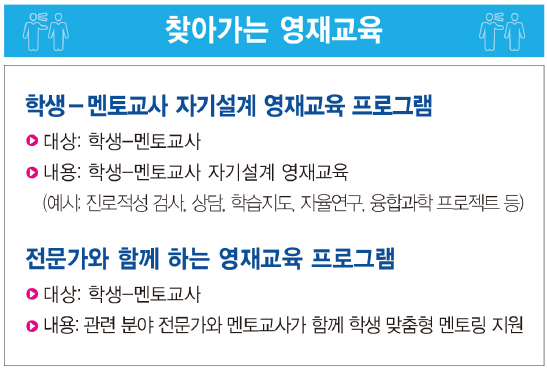 찾아가는 영재교육
학생-멘토교사 자기설계 영재교육 프로그램
대상: 학생-멘토교사
내용: 학생-멘토교사 자기설계 영재교육
(예시: 진로적성 검사, 상담, 학습지도, 자율연구, 융합과학 프로젝트 등)
전문가와 함께 하는 영재교육 프로그램
대상: 학생-멘토교사
내용: 관련 분야 전문가와 멘토교사가 함께 학생 맞춤형 멘토링 지원